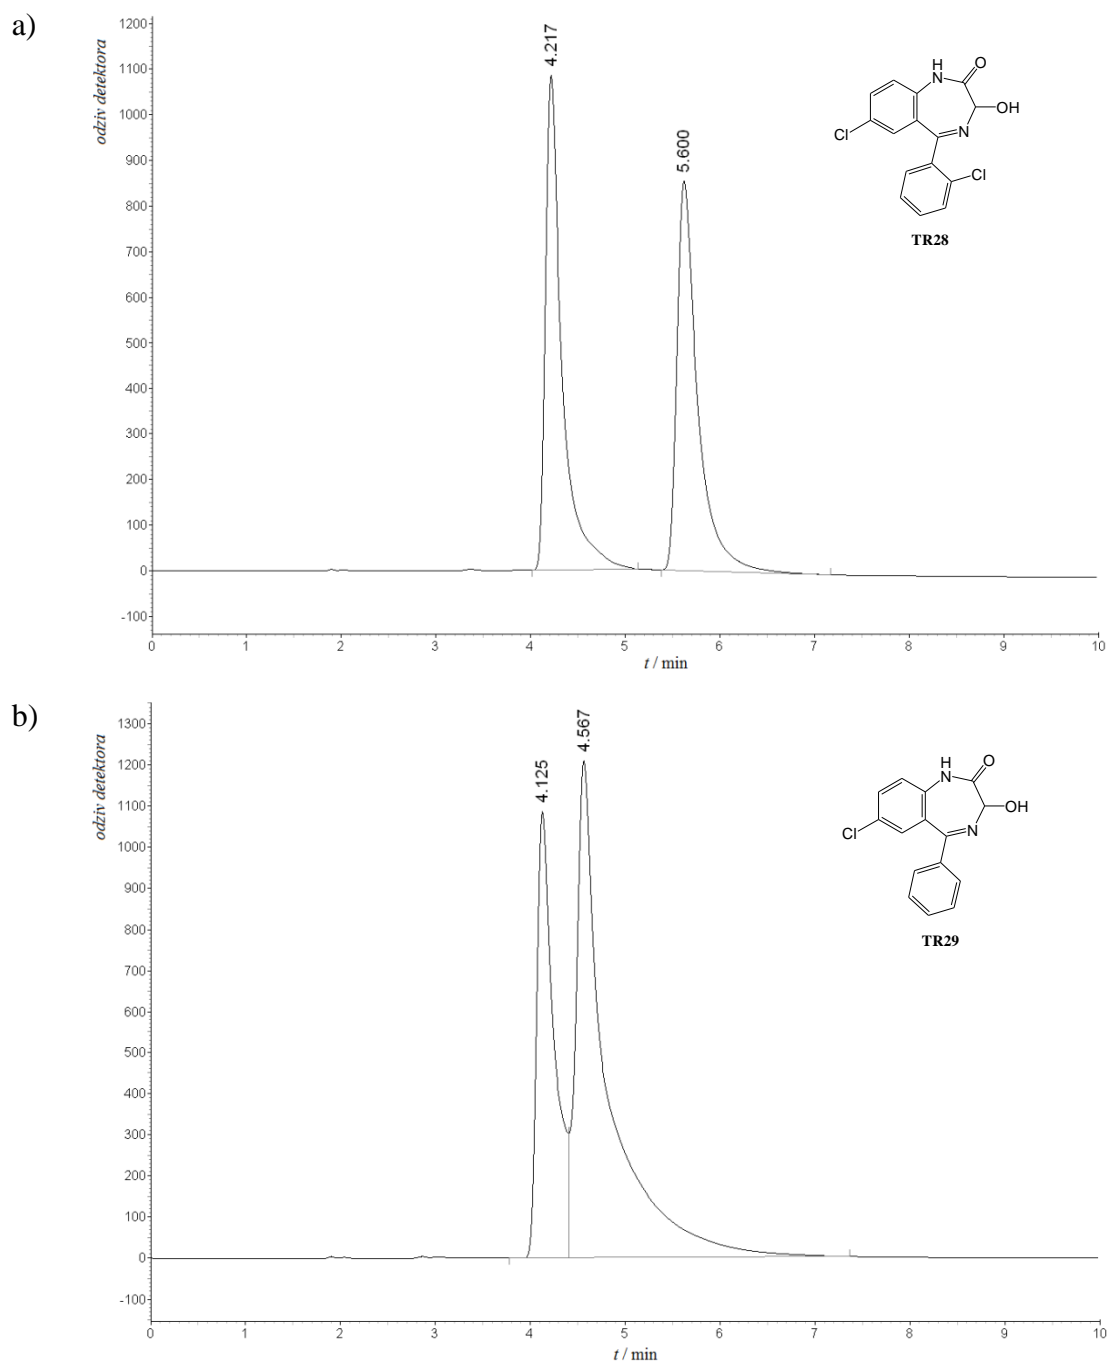 a)
odziv detektora
1200
1100
1000
900
800
700
600
500
400
300
200
100
0
-100
4.217
5.600
0 1 2 3 4 5 6 7 8 9 10
t / min
H
N
O
OH
N
Cl
Cl
TR28
b)
odziv detektora
1300
1200
1100
1000
900
800
700
600
500
400
300
200
100
0
-100
4.125
4.567
0 1 2 3 4 5 6 7 8 9 10
t / min
H
N
O
OH
N
Cl
TR29